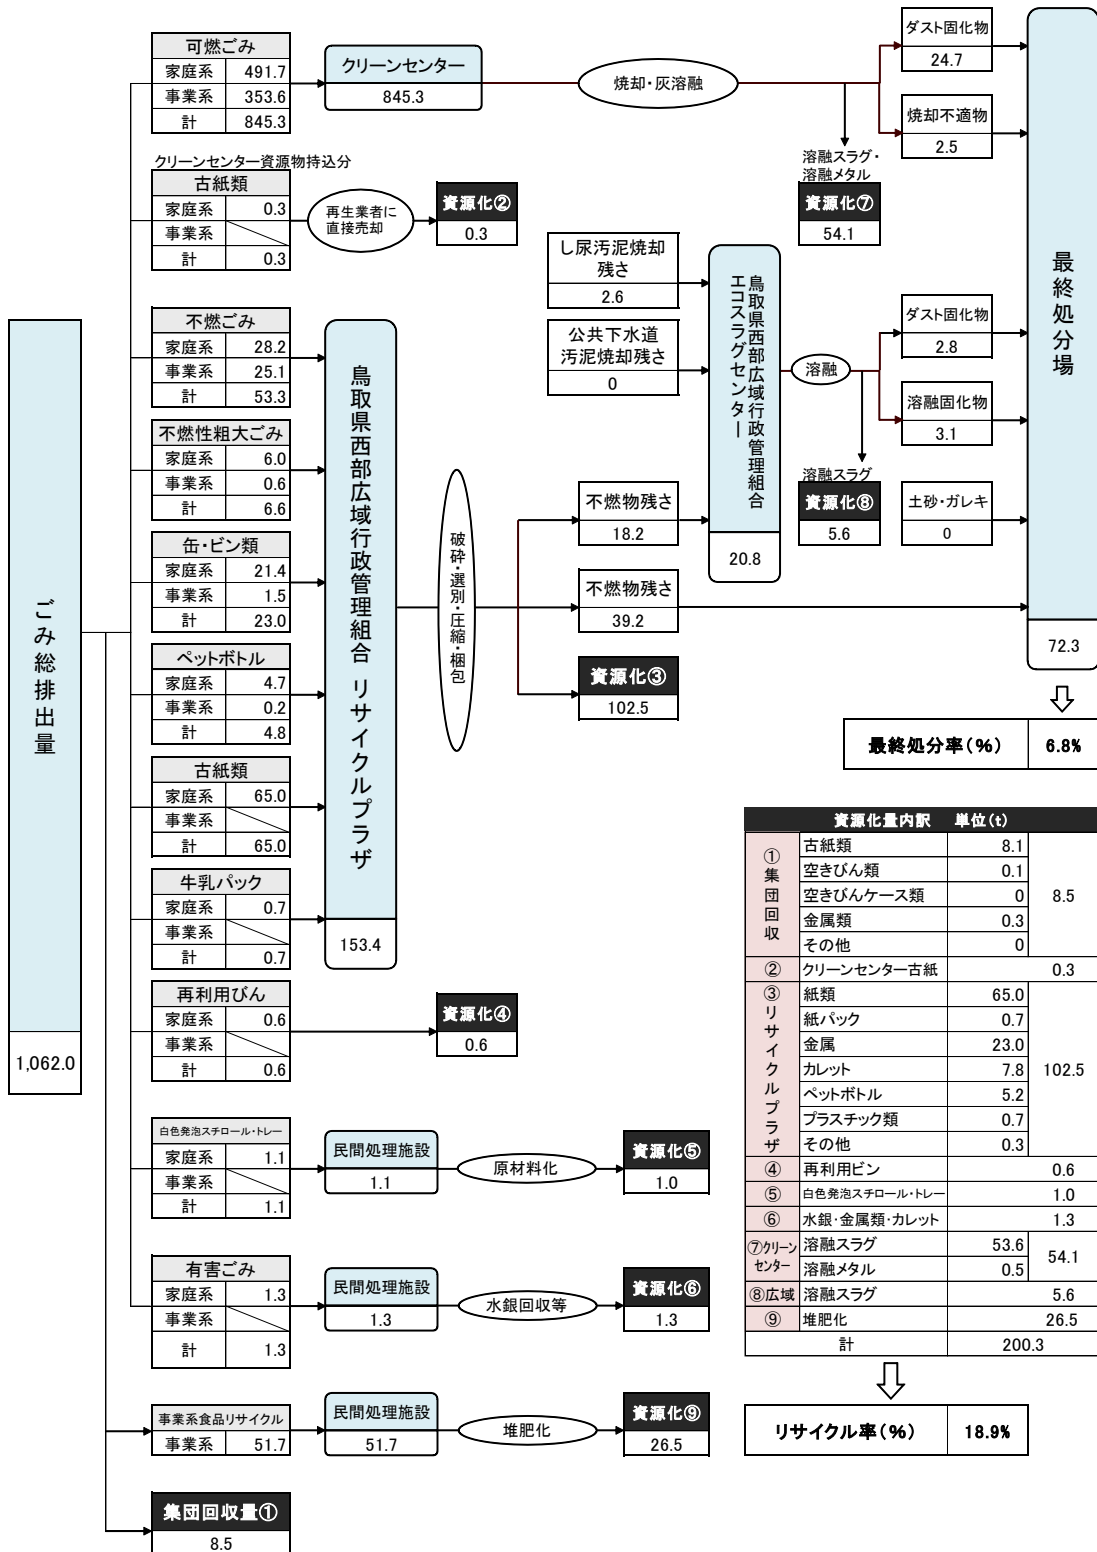 ごみ総排出量
1,062.0
可燃ごみ
家庭系 491.7
事業系 353.6
計 845.3
クリーンセンター
845.3
焼却・灰溶融
溶融スラグ・
溶融メタル
資源化⑦
54.1
ダスト固化物
24.7
焼却不適物
2.5
クリーンセンター資源物持込分
古紙類
家庭系 0.3
事業系
計 0.3
再生業者に
直接売却
資源化②
0.3
不燃ごみ
家庭系 28.2
事業系 25.1
計 53.3
不燃性粗大ごみ
家庭系 6.0
事業系 0.6
計 6.6
缶・ビン類
家庭系 21.4
事業系 1.5
計 23.0
ペットボトル
家庭系 4.7
事業系 0.2
計 4.8
古紙類
家庭系 65.0
事業系
計 65.0
牛乳パック
家庭系 0.7
事業系
計 0.7
鳥取県西部広域行政管理組合 リサイクルプラザ
153.4
破砕・選別・圧縮・梱包
し尿汚泥焼却
残さ
2.6
公共下水道
汚泥焼却残さ
0
不燃物残さ
18.2
不燃物残さ
39.2
資源化③
102.5
鳥取県西部広域行政管理組合
エコスラグセンター
20.8
溶融
溶融スラグ
資源化⑧
5.6
ダスト固化物
2.8
溶融固化物
3.1
土砂・ガレキ
0
最終処分場
72.3
最終処分率(%) 6.8%
再利用びん
家庭系 0.6
事業系
計 0.6
資源化④
0.6
白色発泡スチロール・トレー
家庭系 1.1
事業系
計 1.1
民間処理施設
1.1
原材料化
資源化⑤
1.0
有害ごみ
家庭系 1.3
事業系
計 1.3
民間処理施設
1.3
水銀回収等
資源化⑥
1.3
事業系食品リサイクル
事業系 51.7
民間処理施設
51.7
堆肥化
資源化⑨
26.5
集団回収量①
8.5
資源化量内訳 単位(t)
①集団回収
古紙類 8.1
空きびん類 0.1
空きびんケース類 0
金属類 0.3
その他 0
8.5
② クリーンセンター古紙 0.3
③リサイクルプラザ
紙類 65.0
紙パック 0.7
金属 23.0
カレット 7.8
ペットボトル 5.2
プラスチック類 0.7
その他 0.3
102.5
④ 再利用ビン 0.6
⑤ 白色発泡スチロール・トレー 1.0
⑥ 水銀・金属類・カレット 1.3
⑦クリーン
センター
溶融スラグ 53.6
溶融メタル 0.5
54.1
⑧広域 溶融スラグ 5.6
⑨ 堆肥化 26.5
計 200.3
リサイクル率(%) 18.9%